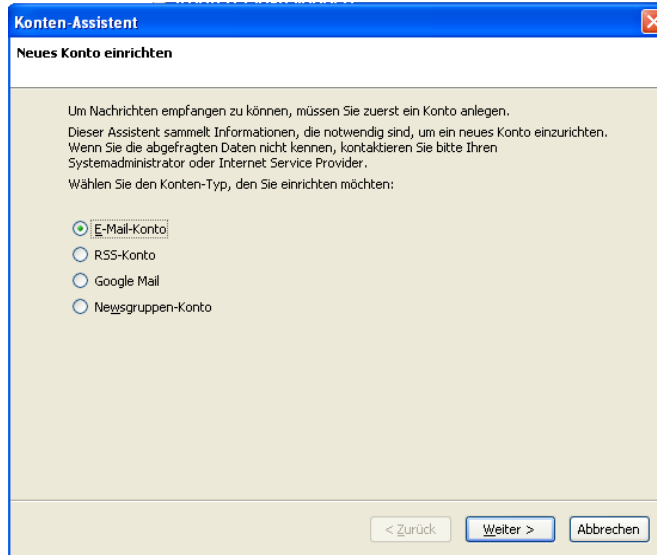 Konten-Assistent
Neues Konto einrichten
Um Nachrichten empfangen zu können, müssen Sie zuerst ein Konto anlegen.
Dieser Assistent sammelt Informationen, die notwendig sind, um ein neues Konto einzurichten.
Wenn Sie die abgefragten Daten nicht kennen, kontaktieren Sie bitte Ihren
Systemadministrator oder Internet Service Provider.
Wählen Sie den Konten-Typ, den Sie einrichten möchten:
E-Mail-Konto
RSS-Konto
Google Mail
Newsgruppen-Konto
< Zurück Weiter > Abbrechen